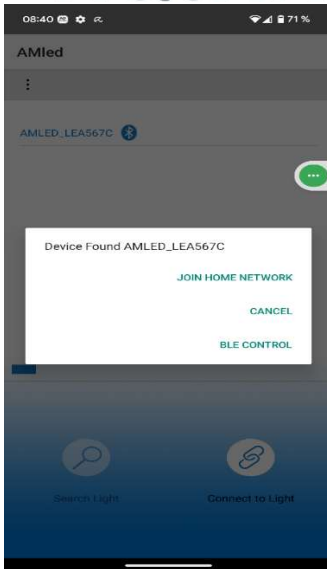 08:40 71%
AMled
AMLED_LEA567C
Device Found AMLED_LEA567C
JOIN HOME NETWORK
CANCEL
BLE CONTROL
Search Light Connect to Light